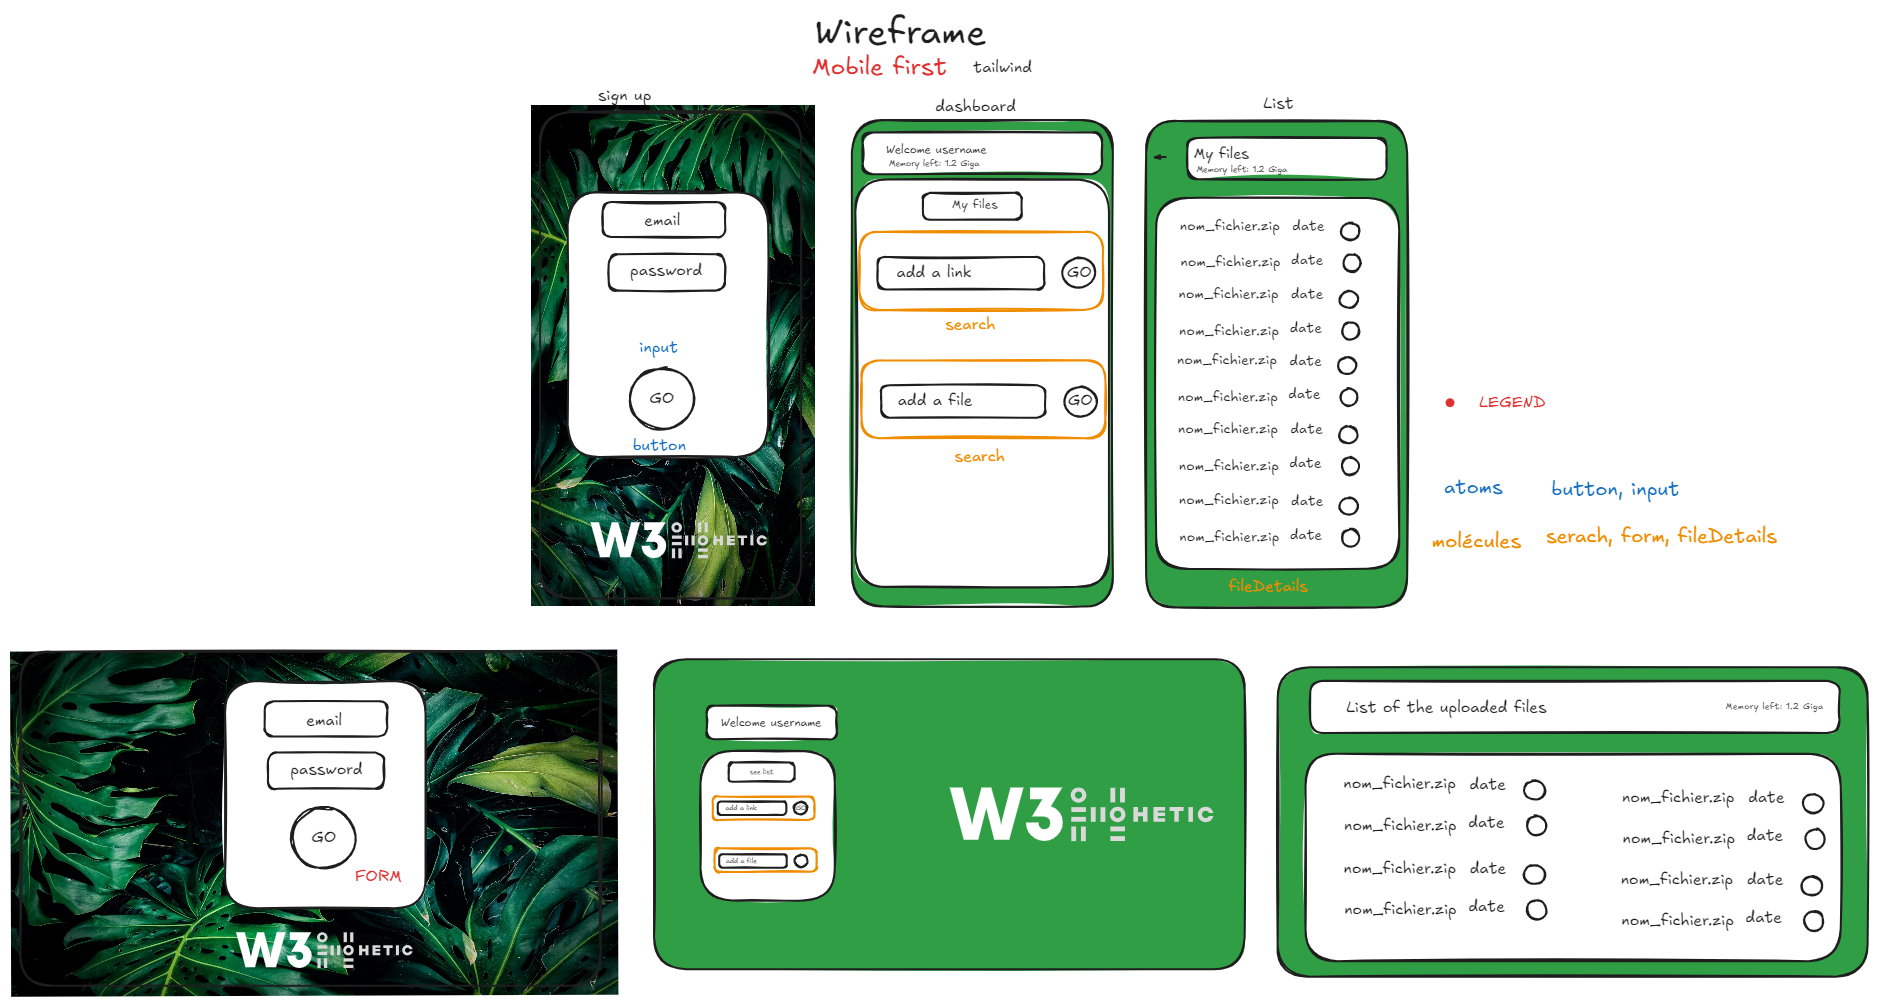 Wireframe
Mobile first tailwind
sign up
email
password
input
GO
button
W3 HETIC
dashboard
Welcome username
Memory left: 1.2 Giga
My files
add a link GO
search
add a file GO
search
List
My files
Memory left: 1.2 Giga
nom_fichier.zip date
nom_fichier.zip date
nom_fichier.zip date
nom_fichier.zip date
nom_fichier.zip date
nom_fichier.zip date
nom_fichier.zip date
nom_fichier.zip date
nom_fichier.zip date
nom_fichier.zip date
fileDetails
LEGEND
atoms button, input
molécules serach, form, fileDetails
email
password
GO
FORM
W3 HETIC
Welcome username
see list
add a link GO
add a file
W3 HETIC
List of the uploaded files Memory left: 1.2 Giga
nom_fichier.zip date
nom_fichier.zip date
nom_fichier.zip date
nom_fichier.zip date
nom_fichier.zip date
nom_fichier.zip date
nom_fichier.zip date
nom_fichier.zip date